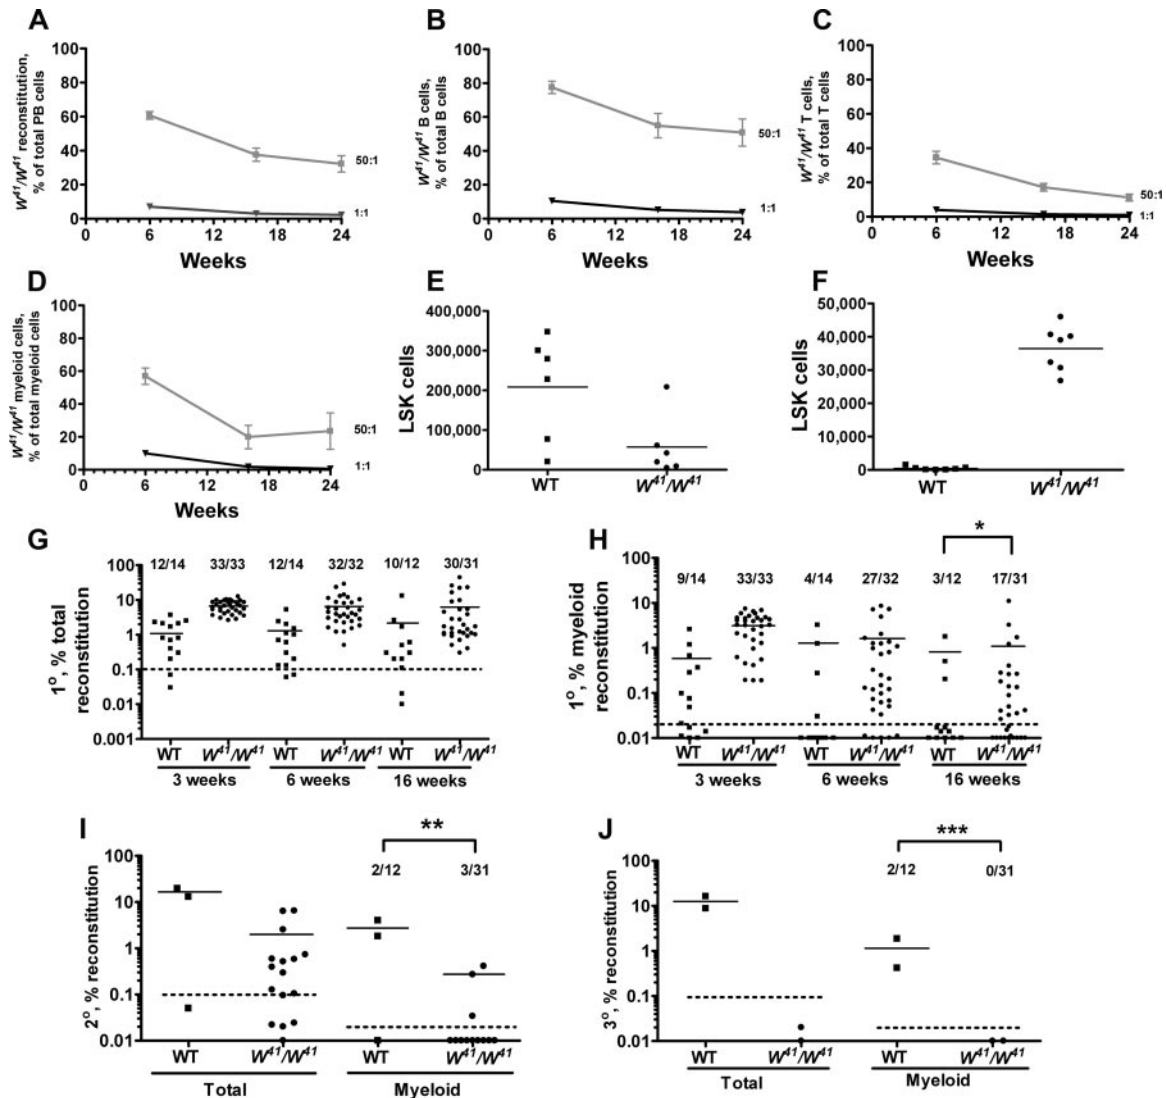 A
W41/W41 reconstitution,
% of total PB cells
100
80
60
40
20
0
0 6 12 18 24
Weeks
50:1
1:1
B
W41/W41 B cells,
% of total B cells
100
80
60
40
20
0
0 6 12 18 24
Weeks
50:1
1:1
C
W41/W41 T cells,
% of total T cells
100
80
60
40
20
0
0 6 12 18 24
Weeks
50:1
1:1
D
W41/W41 myeloid cells,
% of total myeloid cells
100
80
60
40
20
0
0 6 12 18 24
Weeks
50:1
1:1
E
LSK cells
400,000
300,000
200,000
100,000
0
WT W41/W41
F
LSK cells
50,000
40,000
30,000
20,000
10,000
0
WT W41/W41
G
1º, % total
reconstitution
12/14 33/33 12/14 32/32 10/12 30/31
100
10
1
0.1
0.01
0.001
WT W41/W41 WT W41/W41 WT W41/W41
3 weeks 6 weeks 16 weeks
H
*
1º, % myeloid
reconstitution
9/14 33/33 4/14 27/32 3/12 17/31
100
10
1
0.1
0.01
WT W41/W41 WT W41/W41 WT W41/W41
3 weeks 6 weeks 16 weeks
I
**
2º, % reconstitution
2/12 3/31
100
10
1
0.1
0.01
WT W41/W41 WT W41/W41
Total Myeloid
J
***
3º, % reconstitution
2/12 0/31
100
10
1
0.1
0.01
WT W41/W41 WT W41/W41
Total Myeloid